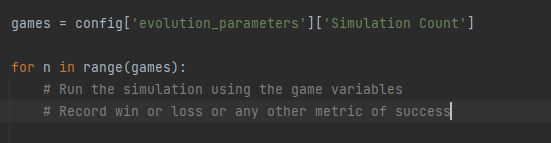 games = config['evolution_parameters']['Simulation Count']
for n in range(games):
# Run the simulation using the game variables
# Record win or loss or any other metric of success